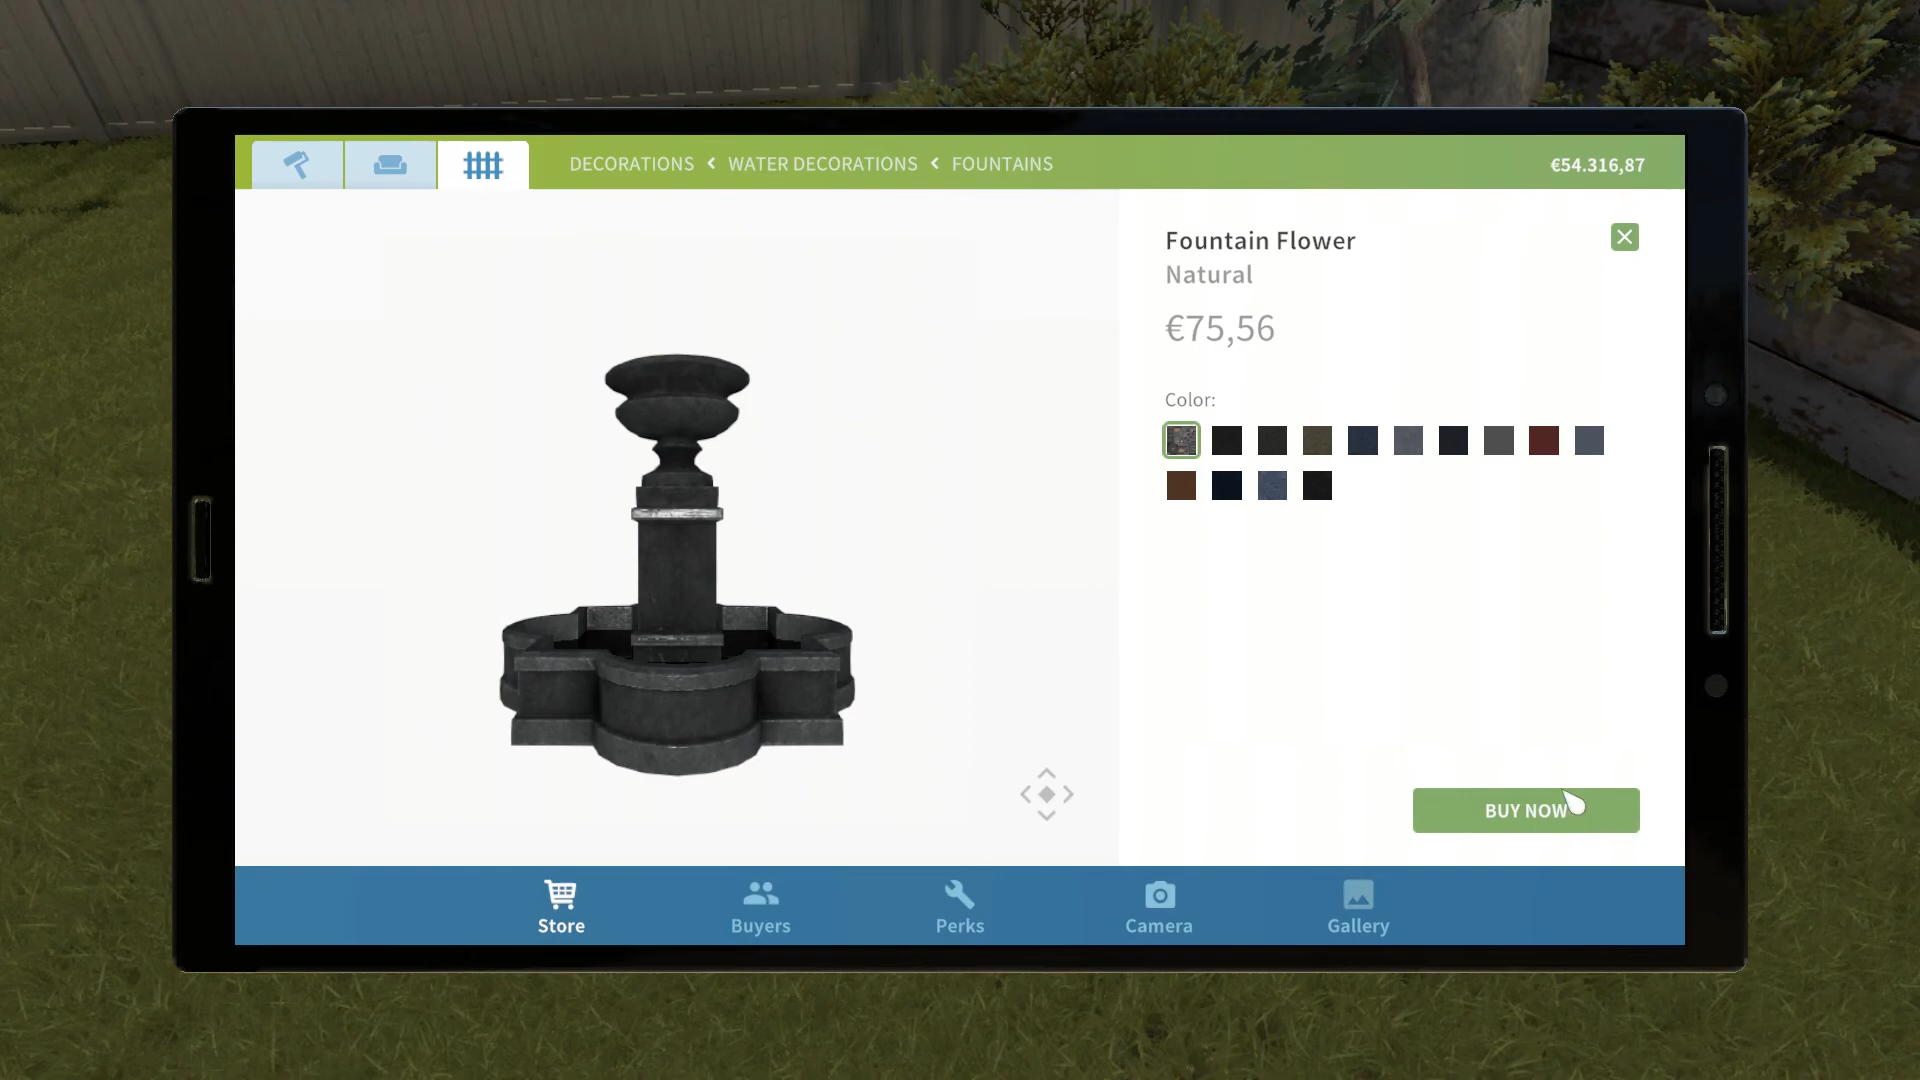 DECORATIONS < WATER DECORATIONS < FOUNTAINS
€54.316,87
Fountain Flower
Natural
€75,56
Color:
BUY NOW
Store
Buyers
Perks
Camera
Gallery